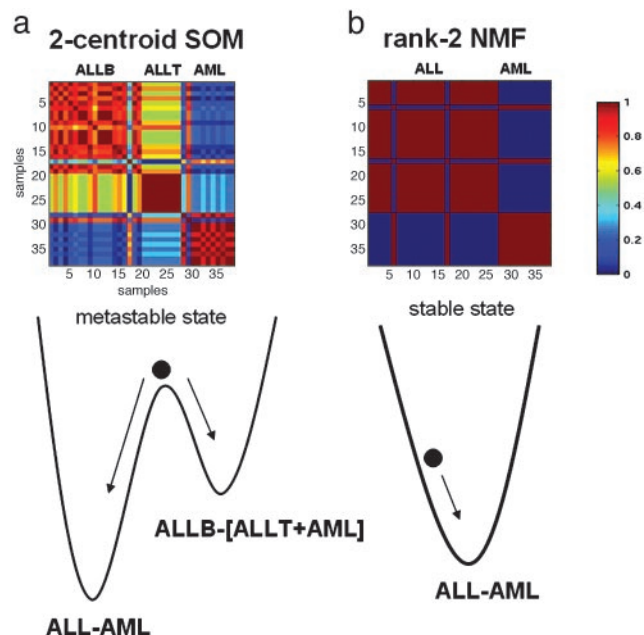 a
2-centroid SOM
ALLB ALLT AML
5
10
15
20
25
30
35
samples
5 10 15 20 25 30 35
samples
metastable state
ALLB-[ALLT+AML]
ALL-AML
b
rank-2 NMF
ALL AML
5
10
15
20
25
30
35
5 10 15 20 25 30 35
1
0.8
0.6
0.4
0.2
0
stable state
ALL-AML